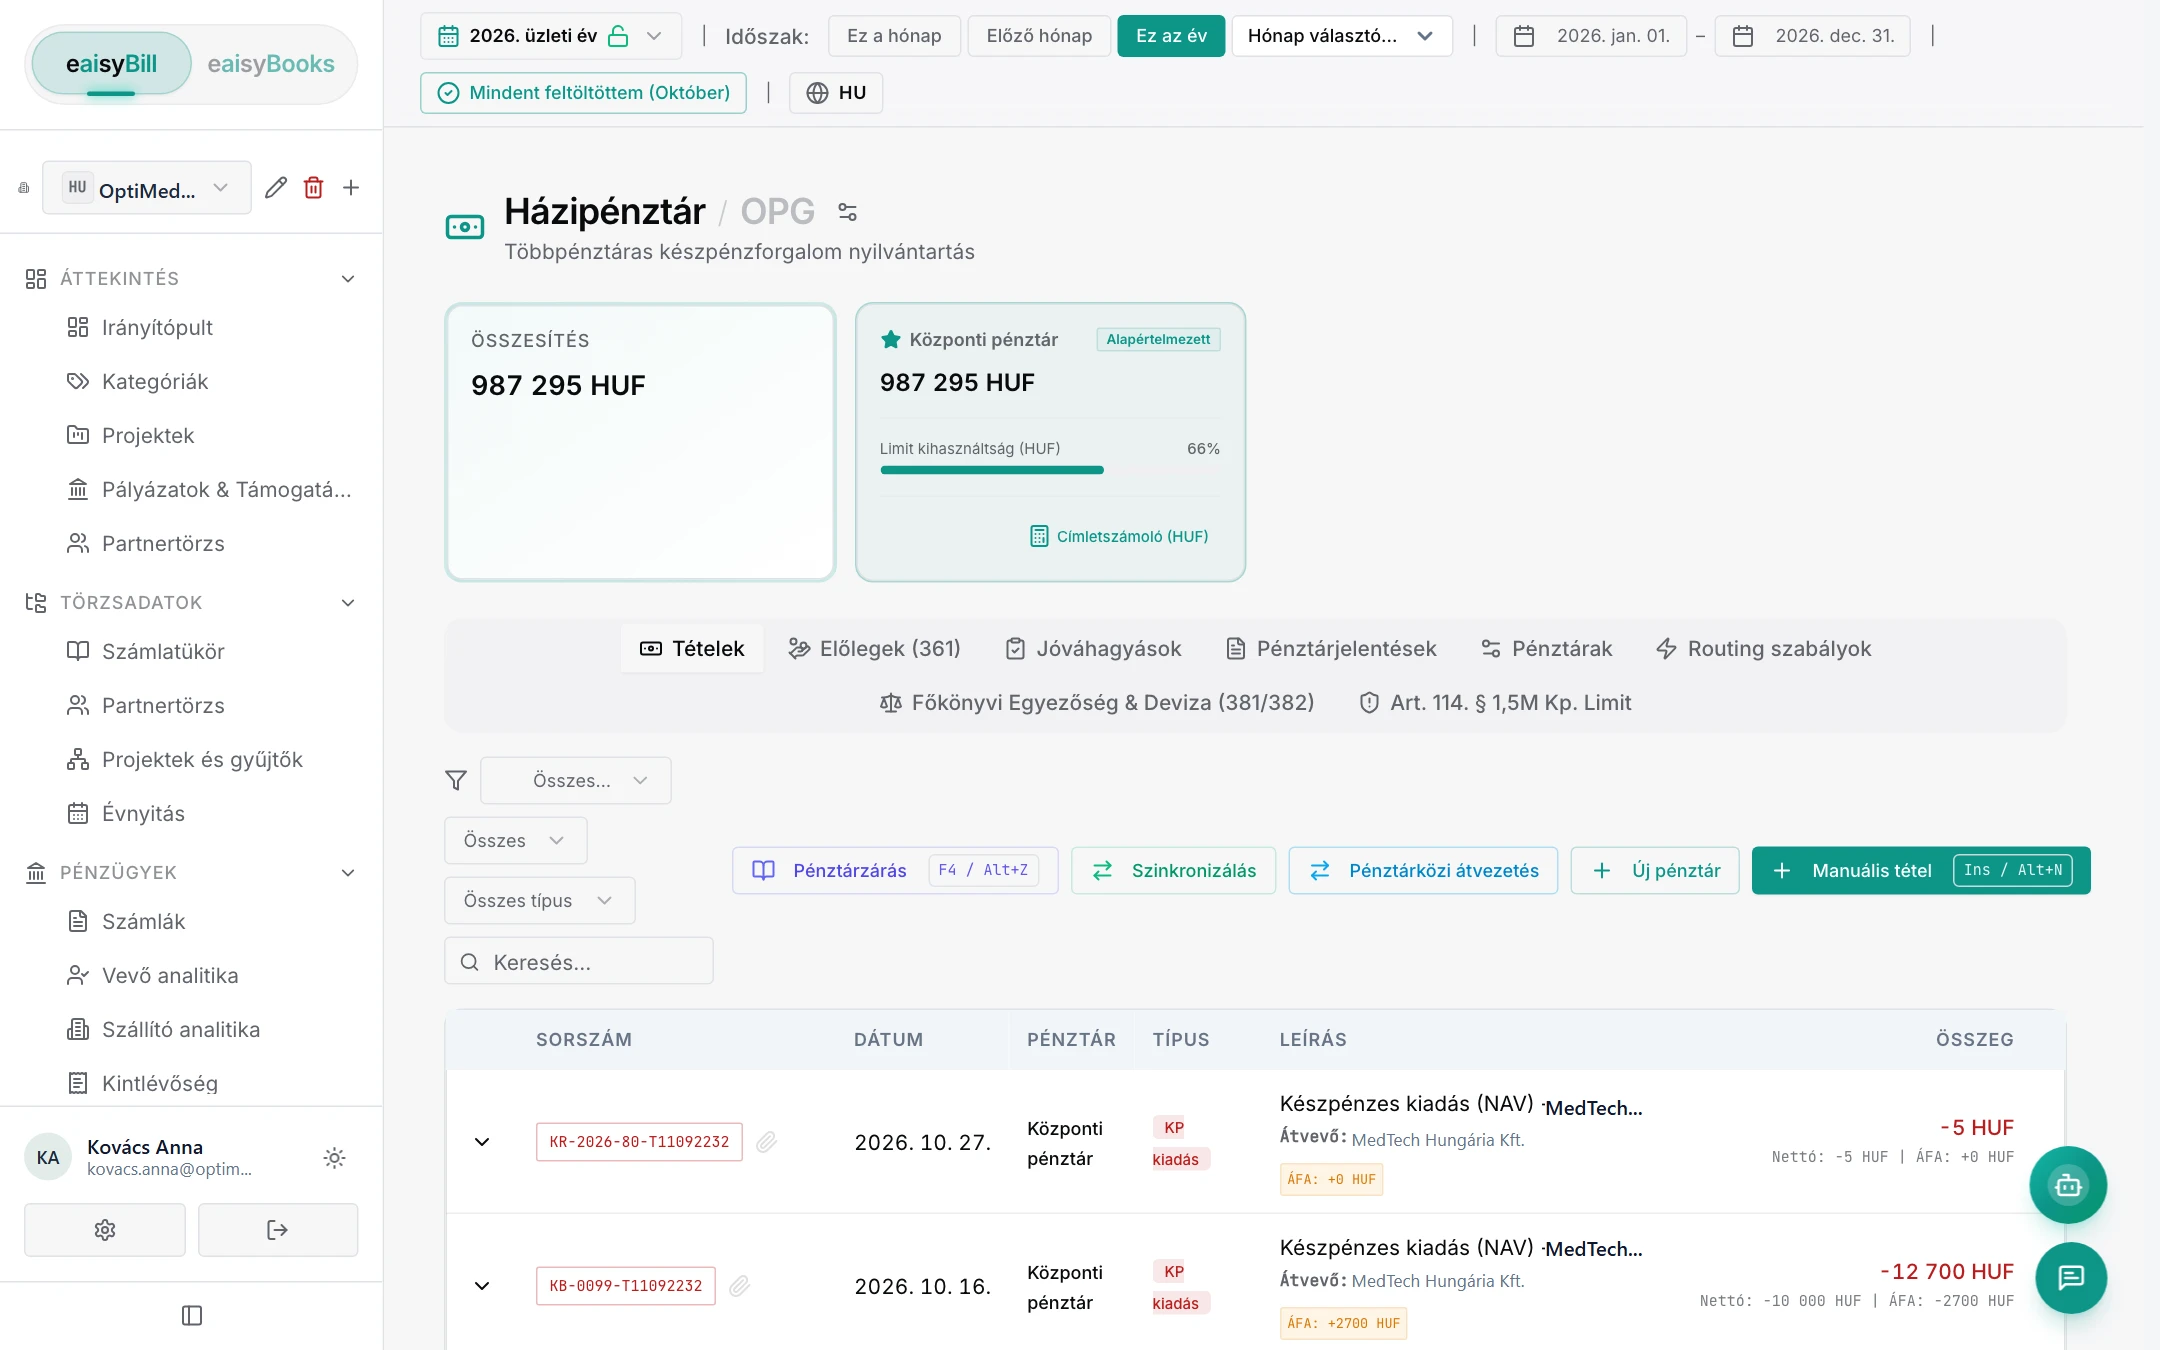 eaisyBill eaisyBooks
2026. üzleti év | Időszak: Ez a hónap Előző hónap Ez az év Hónap választó... | 2026. jan. 01. – 2026. dec. 31. |
Mindent feltöltöttem (Október) | HU
HU OptiMed...
ÁTTEKINTÉS
Irányítópult
Kategóriák
Projektek
Pályázatok & Támogatá...
Partnertörzs
TÖRZSADATOK
Számlatükör
Partnertörzs
Projektek és gyűjtők
Évnyitás
PÉNZÜGYEK
Számlák
Vevő analitika
Szállító analitika
Kintlévőség
KA Kovács Anna
kovacs.anna@optim...
Házipénztár / OPG
Többpénztáras készpénzforgalom nyilvántartás
ÖSSZESÍTÉS
987 295 HUF
Központi pénztár Alapértelmezett
987 295 HUF
Limit kihasználtság (HUF) 66%
Címletszámoló (HUF)
Tételek Előlegek (361) Jóváhagyások Pénztárjelentések Pénztárak Routing szabályok
Főkönyvi Egyezőség & Deviza (381/382) Art. 114. § 1,5M Kp. Limit
Összes...
Összes
Összes típus
Keresés...
Pénztárzárás F4 / Alt+Z Szinkronizálás Pénztárközi átvezetés Új pénztár Manuális tétel Ins / Alt+N
SORSZÁM DÁTUM PÉNZTÁR TÍPUS LEÍRÁS ÖSSZEG
KR-2026-80-T11092232 2026. 10. 27. Központi pénztár KP kiadás Készpénzes kiadás (NAV) -MedTech... -5 HUF
Átvevő: MedTech Hungária Kft. Nettó: -5 HUF | ÁFA: +0 HUF
ÁFA: +0 HUF
KB-0099-T11092232 2026. 10. 16. Központi pénztár KP kiadás Készpénzes kiadás (NAV) -MedTech... -12 700 HUF
Átvevő: MedTech Hungária Kft. Nettó: -10 000 HUF | ÁFA: -2700 HUF
ÁFA: +2700 HUF